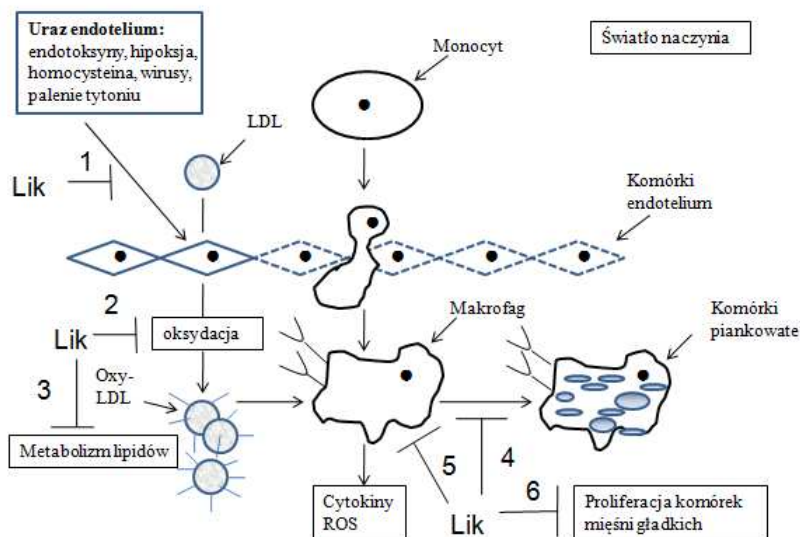 Uraz endotelium:
endotoksyny, hipoksja,
homocysteina, wirusy,
palenie tytoniu
Monocyt
Światło naczynia
LDL
1
Lik
Komórki
endotelium
2
Lik
oksydacja
Makrofag
Komórki
piankowate
3
Oxy-
LDL
Metabolizm lipidów
5
4
6
Cytokiny
ROS
Lik
Proliferacja komórek
mięśni gładkich